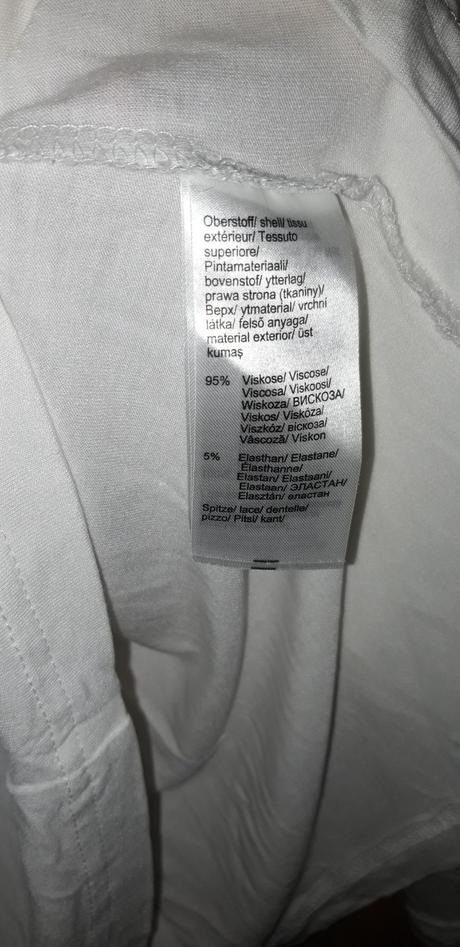 Oberstoff/ shell/ tissu
extérieur/ Tessuto
superiore/
Pintamateriaali/
bovenstof/ ytterlag/
prawa strona (tkaniny)/
Верх/ ytmaterial/ vrchní
látka/ felső anyaga/
material exterior/ üst
kumaş
95% Viskose/ Viscose/
Viscosa/ Viskoosi/
Wiskoza/ ВИСКОЗА/
Viskos/ Viskóza/
Viszkóz/ віскоза/
Vâscoză/ Viskon
5% Elasthan/ Elastane/
Élasthanne/
Elastan/ Elastaani/
Elastaan/ ЭЛАСТАН/
Elasztán/ еластан
Spitze/ lace/ dentelle/
pizzo/ Pitsi/ kant/